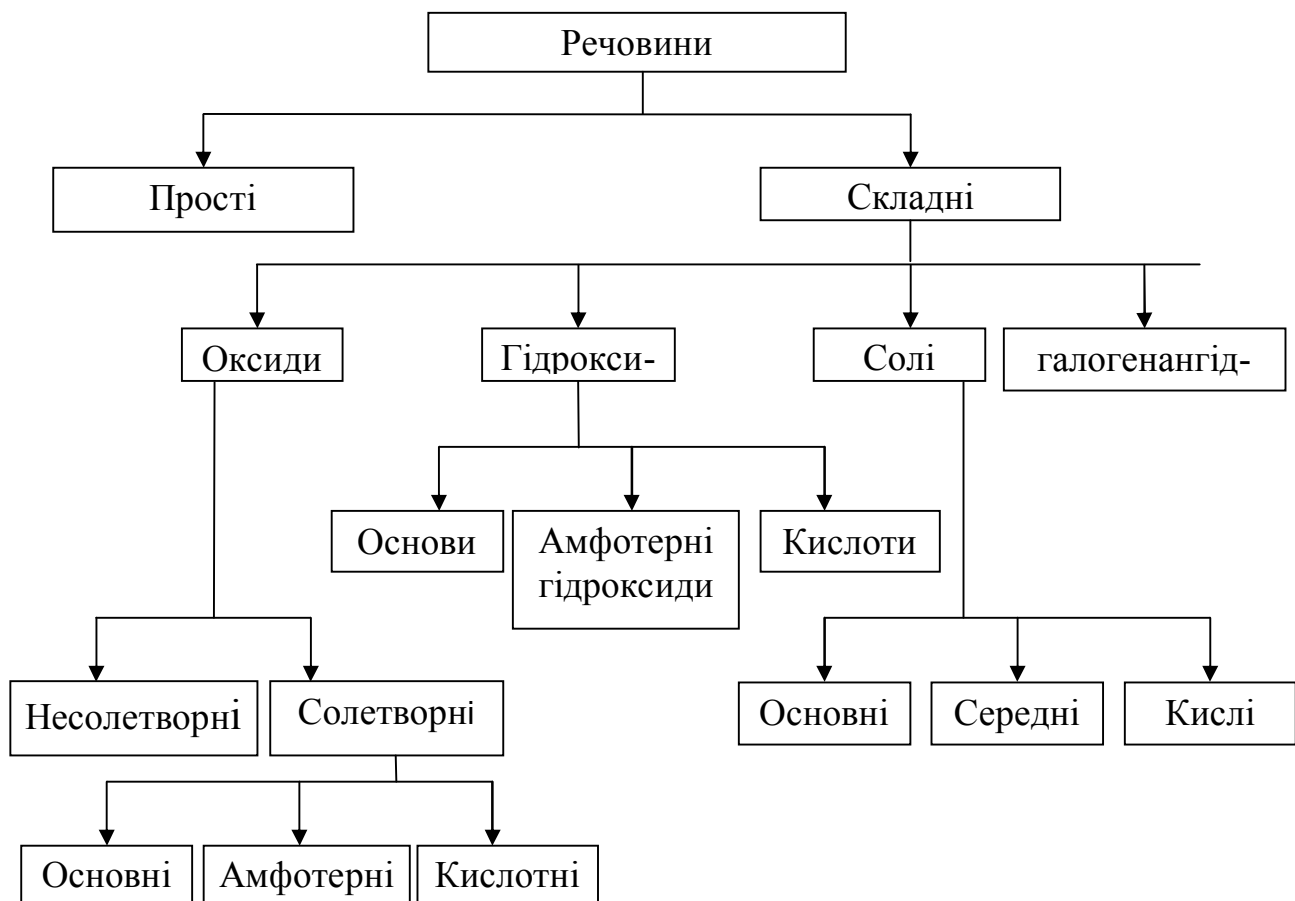 Речовини
Прості
Складні
Оксиди
Гідрокси-
Солі
галогенангід-
Основи
Амфотерні
гідроксиди
Кислоти
Несолетворні
Солетворні
Основні
Середні
Кислі
Основні
Амфотерні
Кислотні